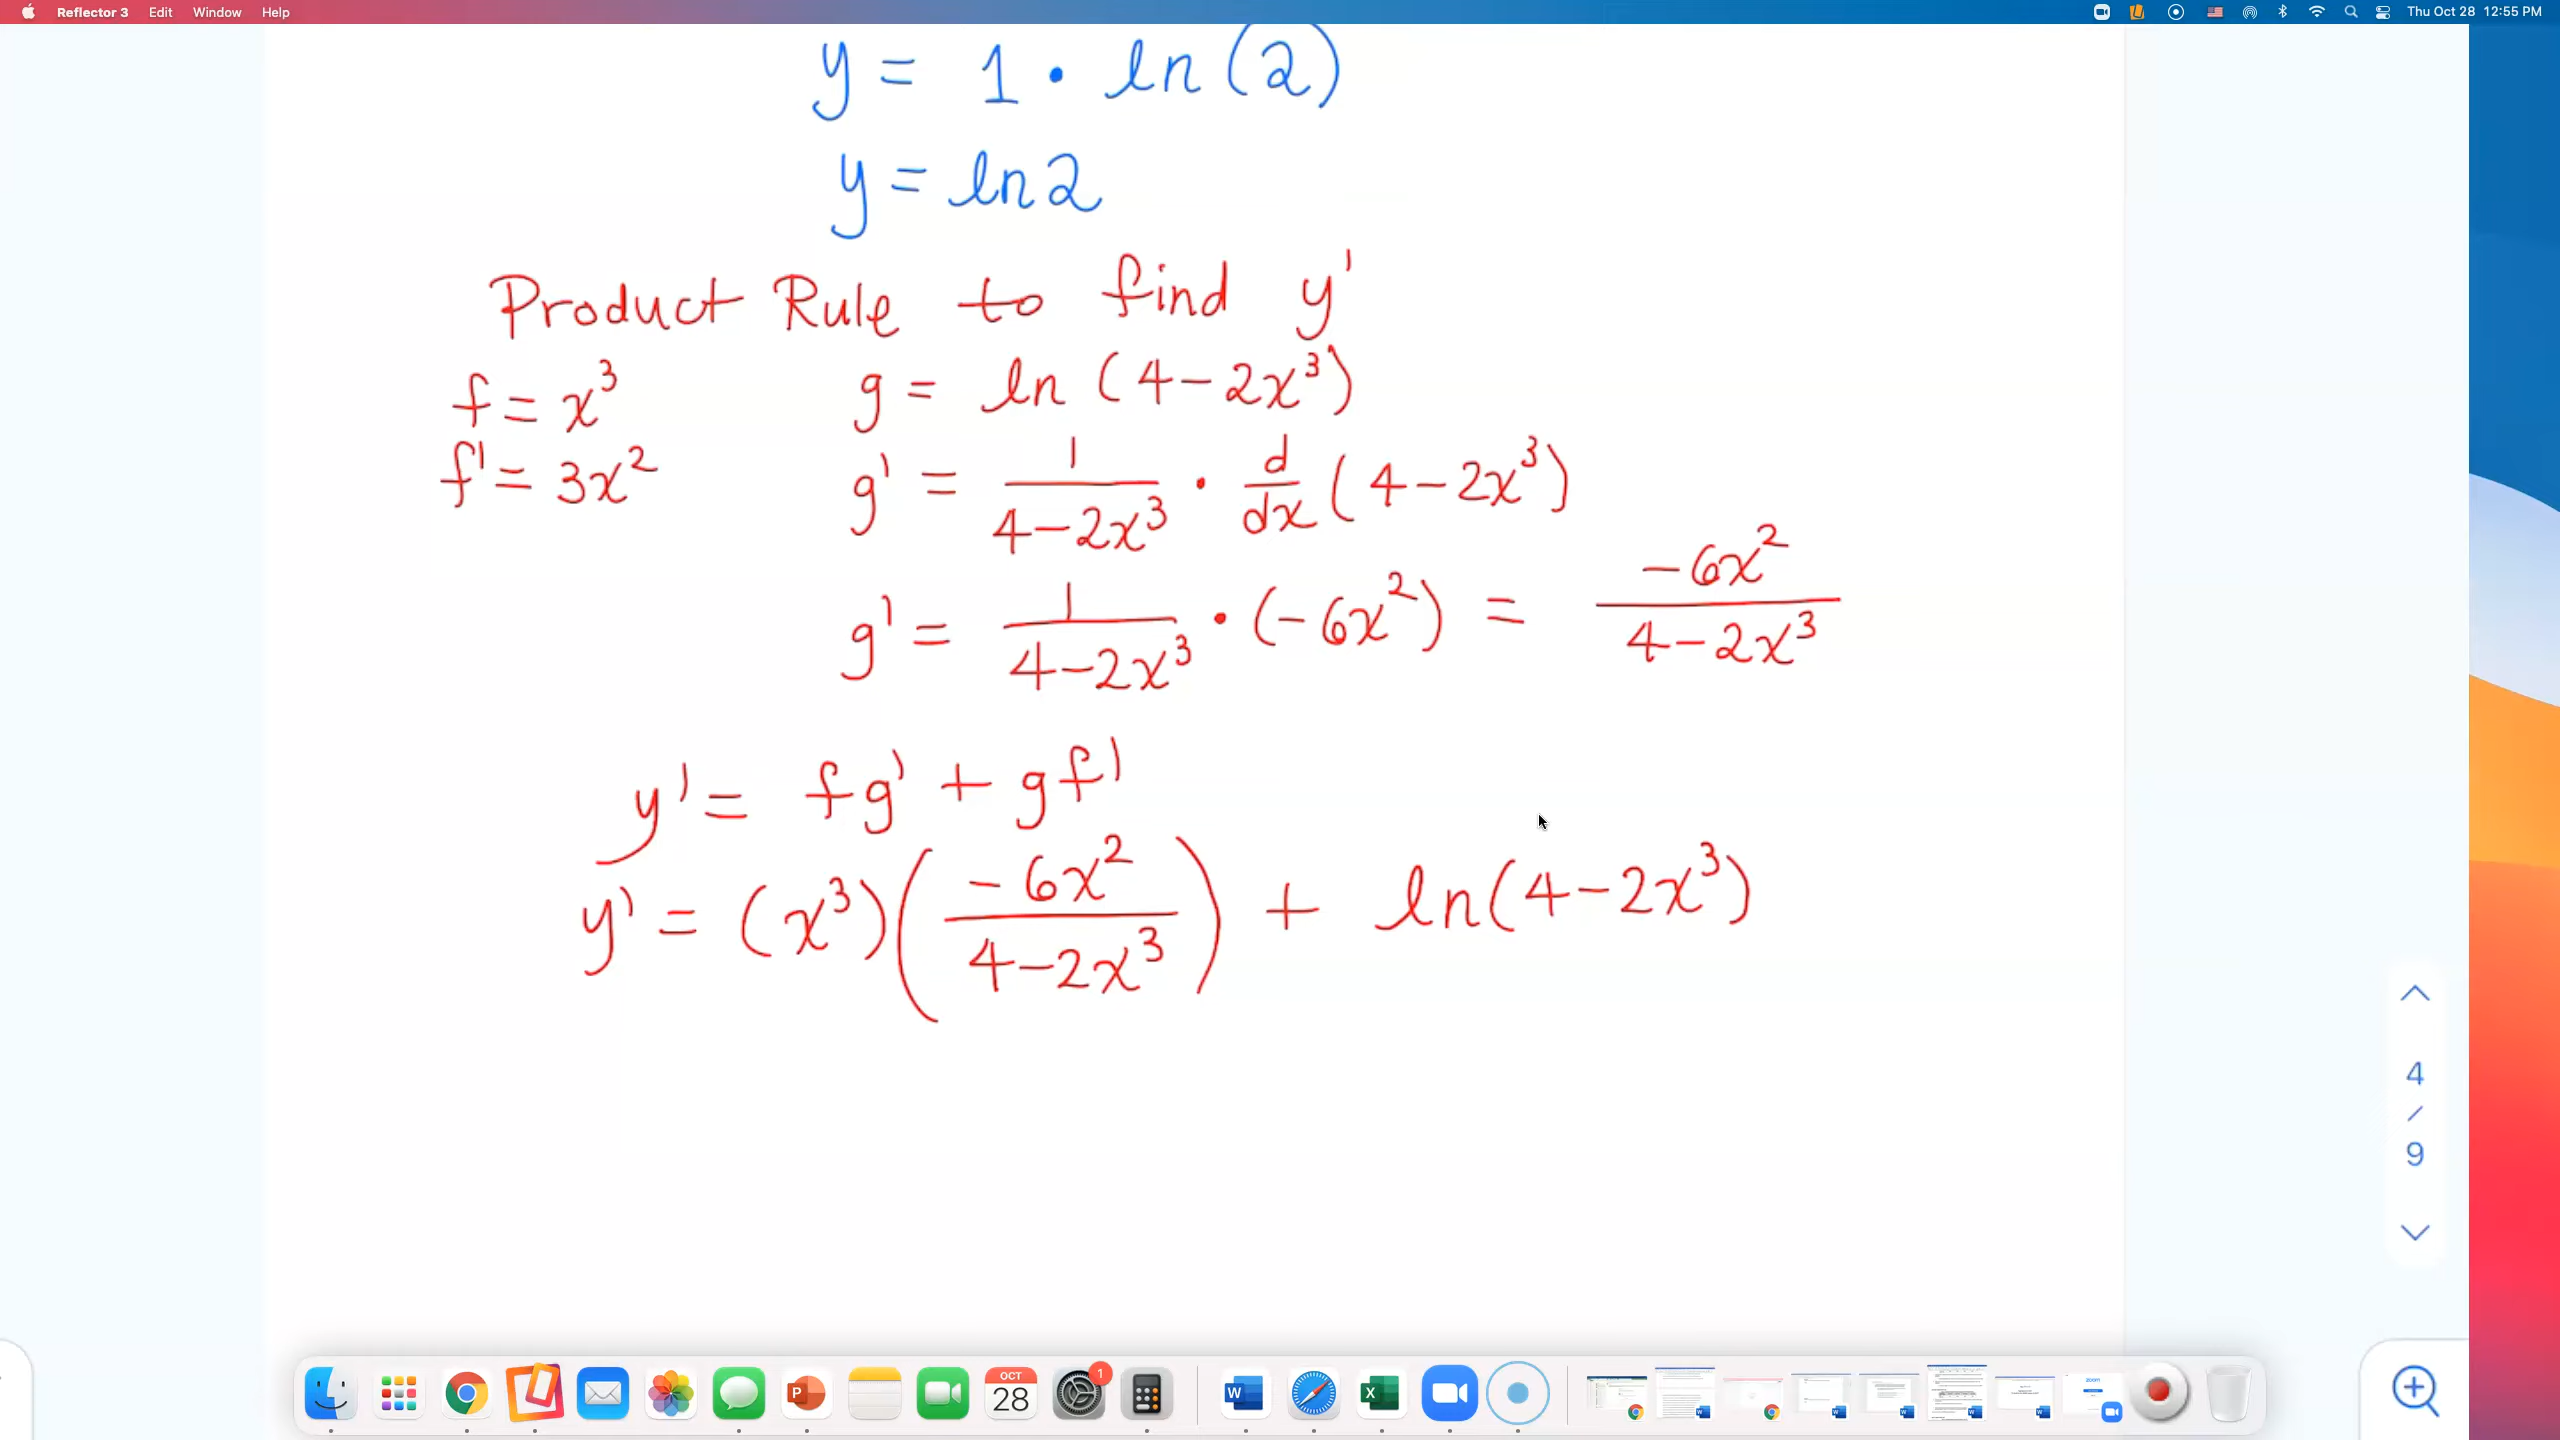 Reflector 3 Edit Window Help Thu Oct 28 12:55 PM
y = 1 · ln (2)
y = ln 2
Product Rule to find y'
f = x³ g = ln (4 - 2x³)
f' = 3x² g' = 1/(4 - 2x³) · d/dx (4 - 2x³)
g' = 1/(4 - 2x³) · (-6x²) = -6x²/(4 - 2x³)
y' = fg' + gf'
y' = (x³)(-6x²/(4 - 2x³)) + ln(4 - 2x³)
4
/
9
OCT
28
1
P
W
X
zoom